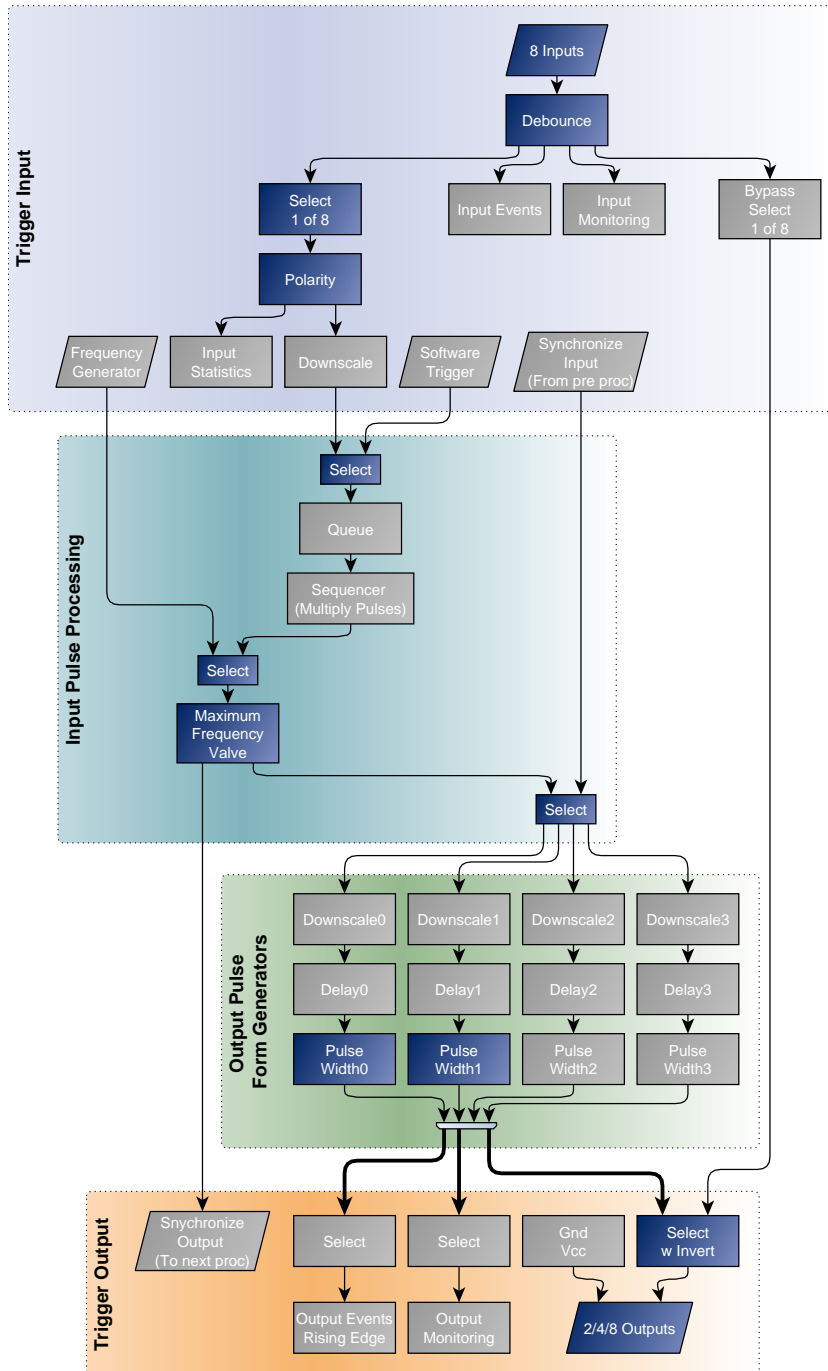 8 Inputs
Debounce
Trigger Input
Select
1 of 8
Input Events
Input
Monitoring
Bypass
Select
1 of 8
Polarity
Frequency
Generator
Input
Statistics
Downscale
Software
Trigger
Synchronize
Input
(From pre proc)
Input Pulse Processing
Select
Queue
Sequencer
(Multiply Pulses)
Select
Maximum
Frequency
Valve
Select
Output Pulse
Form Generators
Downscale0
Downscale1
Downscale2
Downscale3
Delay0
Delay1
Delay2
Delay3
Pulse
Width0
Pulse
Width1
Pulse
Width2
Pulse
Width3
Trigger Output
Snychronize
Output
(To next proc)
Select
Select
Gnd
Vcc
Select
w Invert
Output Events
Rising Edge
Output
Monitoring
2/4/8 Outputs